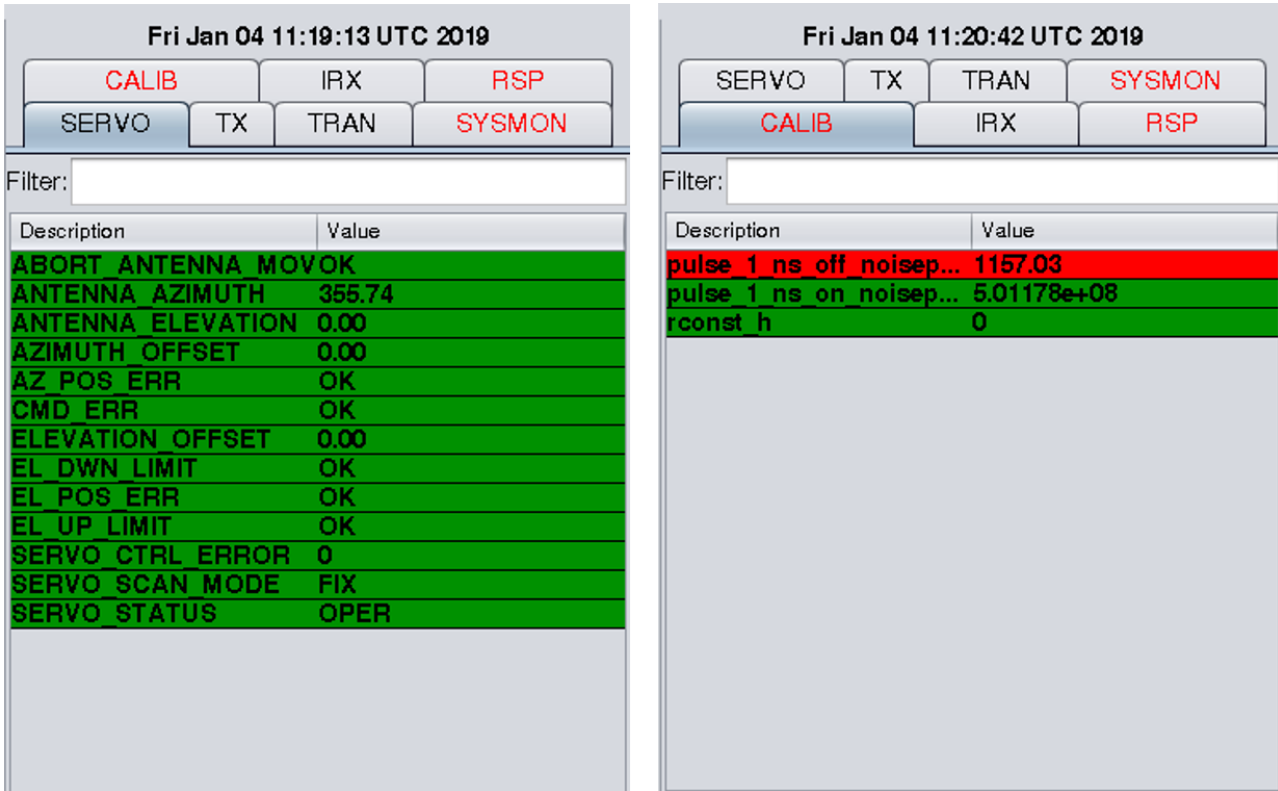 Fri Jan 04 11:19:13 UTC 2019
CALIB IRX RSP
SERVO TX TRAN SYSMON
Filter:
Description Value
ABORT_ANTENNA_MOV OK
ANTENNA_AZIMUTH 355.74
ANTENNA_ELEVATION 0.00
AZIMUTH_OFFSET 0.00
AZ_POS_ERR OK
CMD_ERR OK
ELEVATION_OFFSET 0.00
EL_DWN_LIMIT OK
EL_POS_ERR OK
EL_UP_LIMIT OK
SERVO_CTRL_ERROR 0
SERVO_SCAN_MODE FIX
SERVO_STATUS OPER
Fri Jan 04 11:20:42 UTC 2019
SERVO TX TRAN SYSMON
CALIB IRX RSP
Filter:
Description Value
pulse_1_ns_off_noisep... 1157.03
pulse_1_ns_on_noisep... 5.01178e+08
rconst_h 0